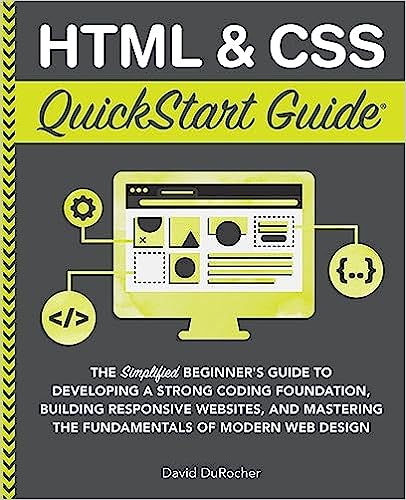 HTML & CSS
QuickStart Guide®
x
</>
{..}
THE Simplified BEGINNER'S GUIDE TO
DEVELOPING A STRONG CODING FOUNDATION,
BUILDING RESPONSIVE WEBSITES, AND MASTERING
THE FUNDAMENTALS OF MODERN WEB DESIGN
David DuRocher